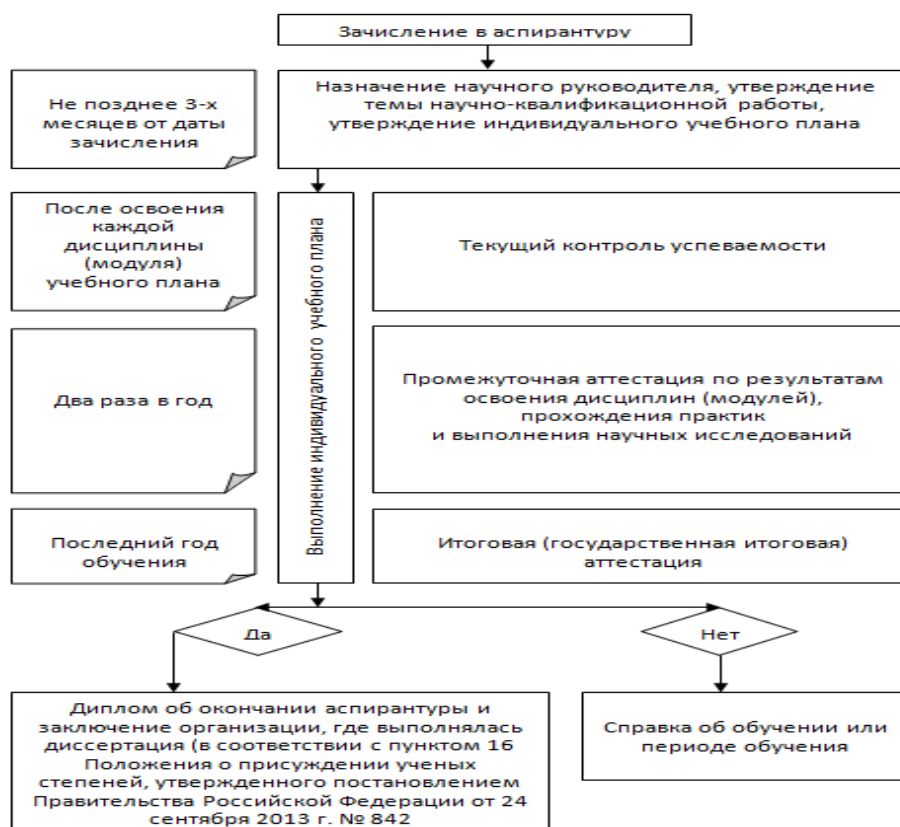 Зачисление в аспирантуру
Не позднее 3-х
месяцев от даты
зачисления
Назначение научного руководителя, утверждение
темы научно-квалификационной работы,
утверждение индивидуального учебного плана
После освоения
каждой
дисциплины
(модуля)
учебного плана
Выполнение индивидуального учебного плана
Текущий контроль успеваемости
Два раза в год
Промежуточная аттестация по результатам
освоения дисциплин (модулей),
прохождения практик
и выполнения научных исследований
Последний год
обучения
Итоговая (государственная итоговая)
аттестация
Да
Нет
Диплом об окончании аспирантуры и
заключение организации, где выполнялась
диссертация (в соответствии с пунктом 16
Положения о присуждении ученых
степеней, утвержденного постановлением
Правительства Российской Федерации от 24
сентября 2013 г. № 842
Справка об обучении или
периоде обучения